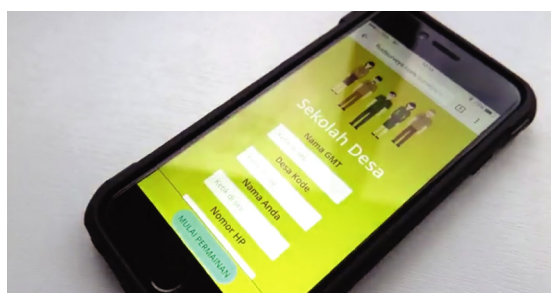 Sekolah Desa
Nama GMT
Desa Kode
Nama Anda
Nomor HP
MULAI PERMAINAN